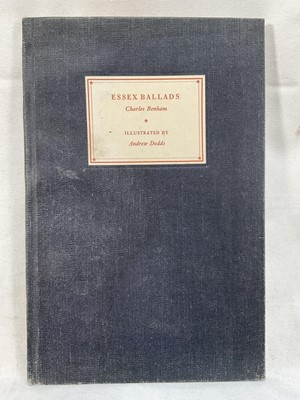 ESSEX BALLADS
Charles Benham
ILLUSTRATED BY
Andrew Dodds